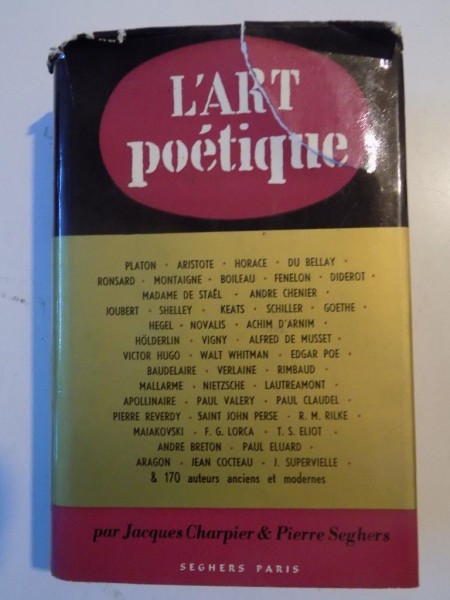 L'ART
poétique
PLATON · ARISTOTE · HORACE · DU BELLAY ·
RONSARD · MONTAIGNE · BOILEAU · FENELON · DIDEROT ·
MADAME DE STAËL · ANDRE CHENIER ·
JOUBERT · SHELLEY · KEATS · SCHILLER · GOETHE ·
HEGEL · NOVALIS · ACHIM D'ARNIM ·
HÖLDERLIN · VIGNY · ALFRED DE MUSSET ·
VICTOR HUGO · WALT WHITMAN · EDGAR POE ·
BAUDELAIRE · VERLAINE · RIMBAUD ·
MALLARME · NIETZSCHE · LAUTREAMONT ·
APOLLINAIRE · PAUL VALERY · PAUL CLAUDEL ·
PIERRE REVERDY · SAINT JOHN PERSE · R. M. RILKE ·
MAIAKOVSKI · F. G. LORCA · T. S. ELIOT ·
ANDRE BRETON · PAUL ELUARD ·
ARAGON · JEAN COCTEAU · J. SUPERVIELLE ·
& 170 auteurs anciens et modernes
par Jacques Charpier & Pierre Seghers
SEGHERS PARIS